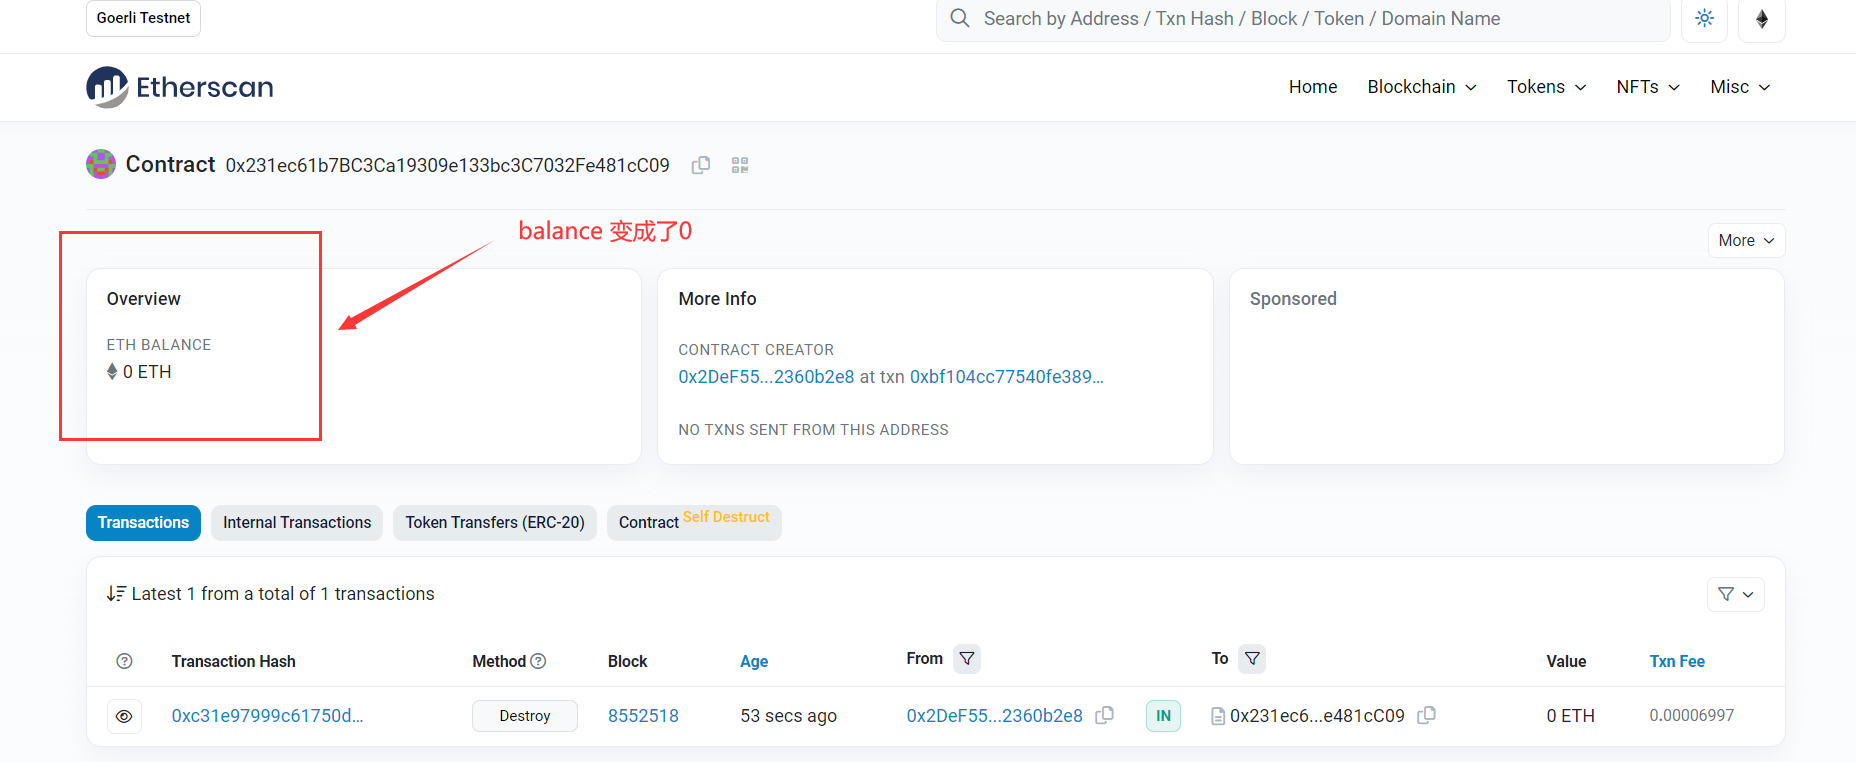 Goerli Testnet
Search by Address / Txn Hash / Block / Token / Domain Name
Etherscan
Home Blockchain Tokens NFTs Misc
Contract 0x231ec61b7BC3Ca19309e133bc3C7032Fe481cC09
balance 变成了0
More
Overview
ETH BALANCE
0 ETH
More Info
CONTRACT CREATOR
0x2DeF55...2360b2e8 at txn 0xbf104cc77540fe389...
NO TXNS SENT FROM THIS ADDRESS
Sponsored
Transactions Internal Transactions Token Transfers (ERC-20) Contract Self Destruct
Latest 1 from a total of 1 transactions
Transaction Hash Method Block Age From To Value Txn Fee
0xc31e97999c61750d... Destroy 8552518 53 secs ago 0x2DeF55...2360b2e8 IN 0x231ec6...e481cC09 0 ETH 0.00006997